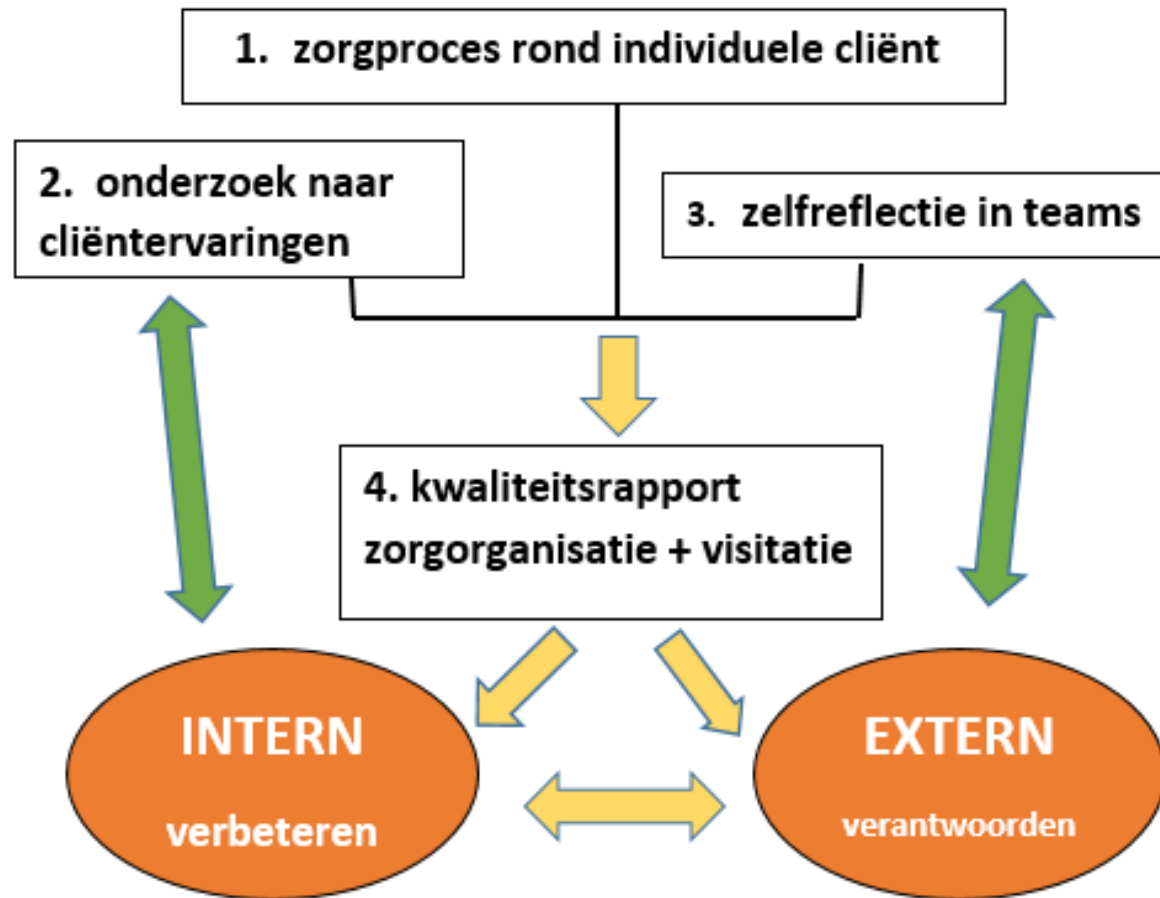 1. zorgproces rond individuele cliënt
2. onderzoek naar
cliëntervaringen
3. zelfreflectie in teams
4. kwaliteitsrapport
zorgorganisatie + visitatie
INTERN
verbeteren
EXTERN
verantwoorden